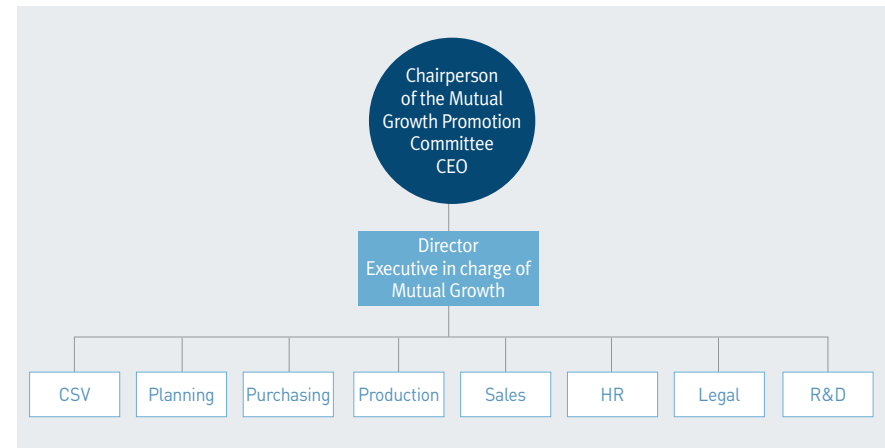 Chairperson
of the Mutual
Growth Promotion
Committee
CEO
Director
Executive in charge of
Mutual Growth
CSV
Planning
Purchasing
Production
Sales
HR
Legal
R&D